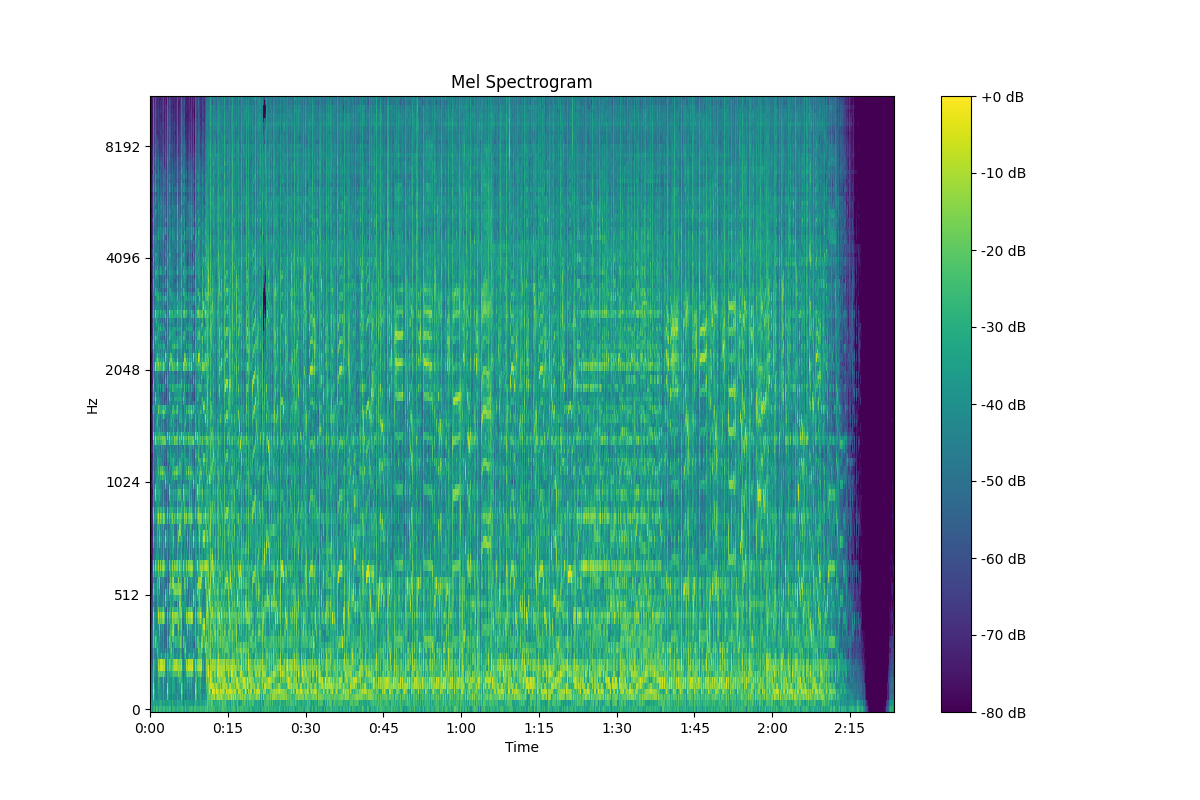 Mel Spectrogram
+0 dB
8192
-10 dB
-20 dB
4096
-30 dB
2048
-40 dB
Hz
1024
-50 dB
-60 dB
512
-70 dB
0
-80 dB
0:00 0:15 0:30 0:45 1:00 1:15 1:30 1:45 2:00 2:15
Time